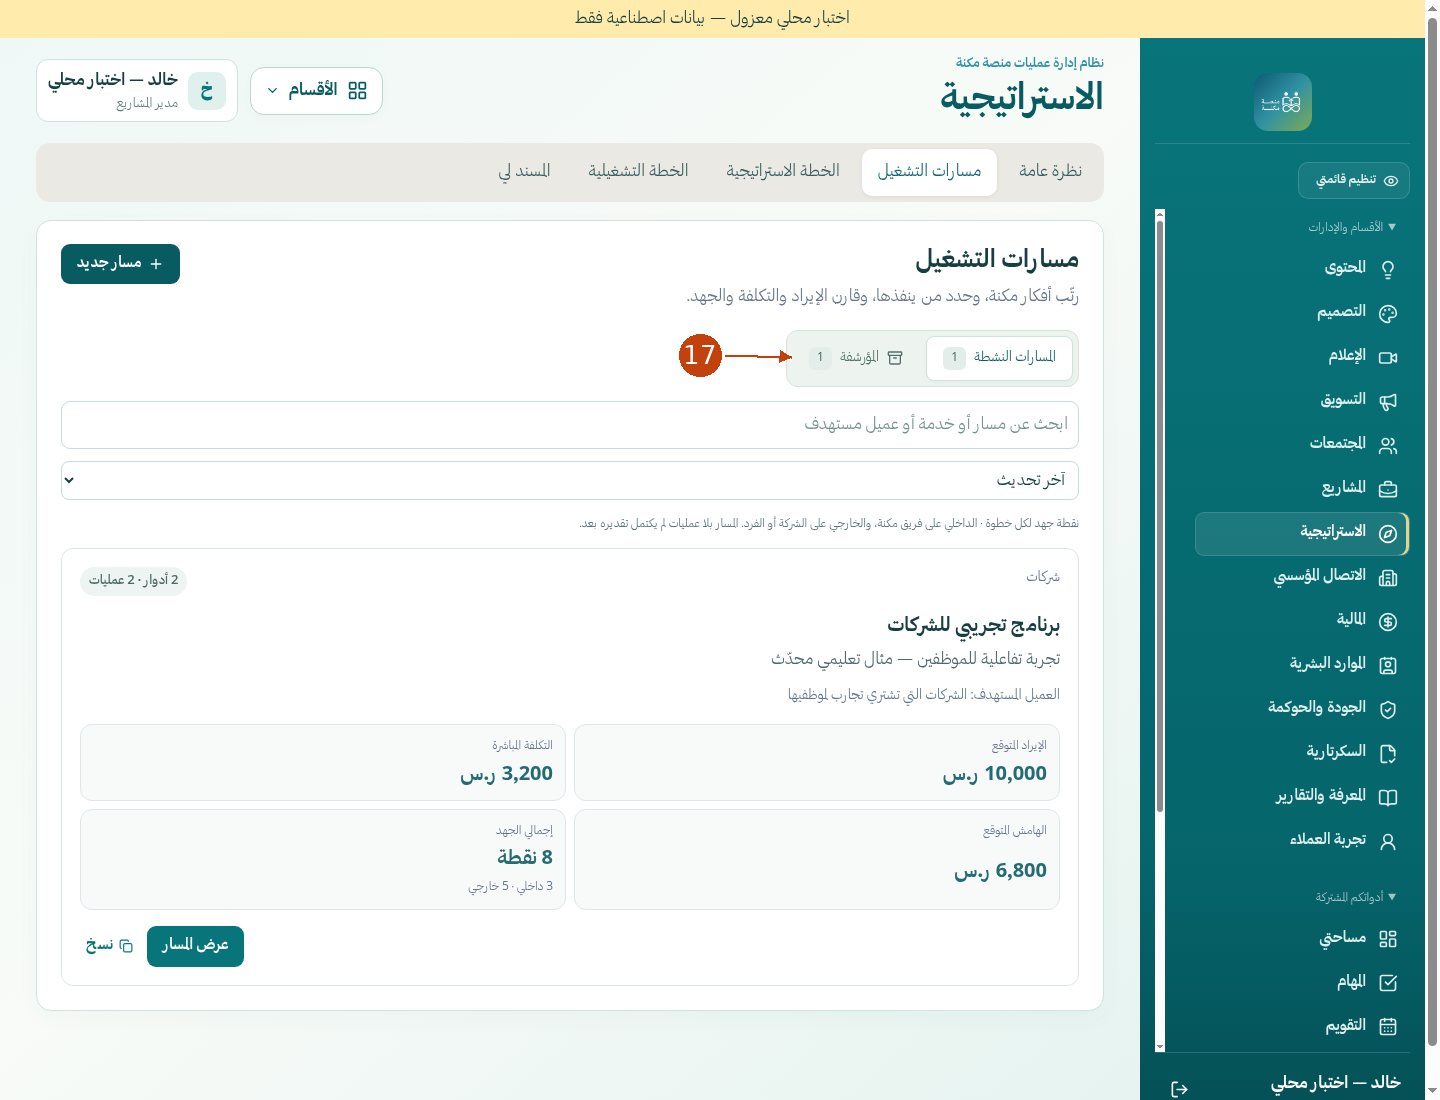 اختبار محلي معزول — بيانات اصطناعية فقط
نظام إدارة عمليات منصة مكنة
الاستراتيجية
الأقسام
خ
خالد — اختبار محلي
مدير المشاريع
نظرة عامة
مسارات التشغيل
الخطة الاستراتيجية
الخطة التشغيلية
المسند لي
مسارات التشغيل
رتّب أفكار مكنة، وحدد من ينفذها، وقارن الإيراد والتكلفة والجهد.
مسار جديد
المسارات النشطة 1
المؤرشفة 1
17
ابحث عن مسار أو خدمة أو عميل مستهدف
آخر تحديث
نقطة جهد لكل خطوة · الداخلي على فريق مكنة، والخارجي على الشركة أو الفرد. المسار بلا عمليات لم يكتمل تقديره بعد.
شركات
2 أدوار · 2 عمليات
برنامج تجريبي للشركات
تجربة تفاعلية للموظفين — مثال تعليمي محدّث
العميل المستهدف: الشركات التي تشتري تجارب لموظفيها
الإيراد المتوقع
10,000 ر.س
التكلفة المباشرة
3,200 ر.س
الهامش المتوقع
6,800 ر.س
إجمالي الجهد
8 نقطة
3 داخلي · 5 خارجي
عرض المسار
نسخ
تنظيم قائمتي
الأقسام والإدارات
المحتوى
التصميم
الإعلام
التسويق
المجتمعات
المشاريع
الاستراتيجية
الاتصال المؤسسي
المالية
الموارد البشرية
الجودة والحوكمة
السكرتارية
المعرفة والتقارير
تجربة العملاء
أدواتكم المشتركة
مساحتي
المهام
التقويم
خالد — اختبار محلي